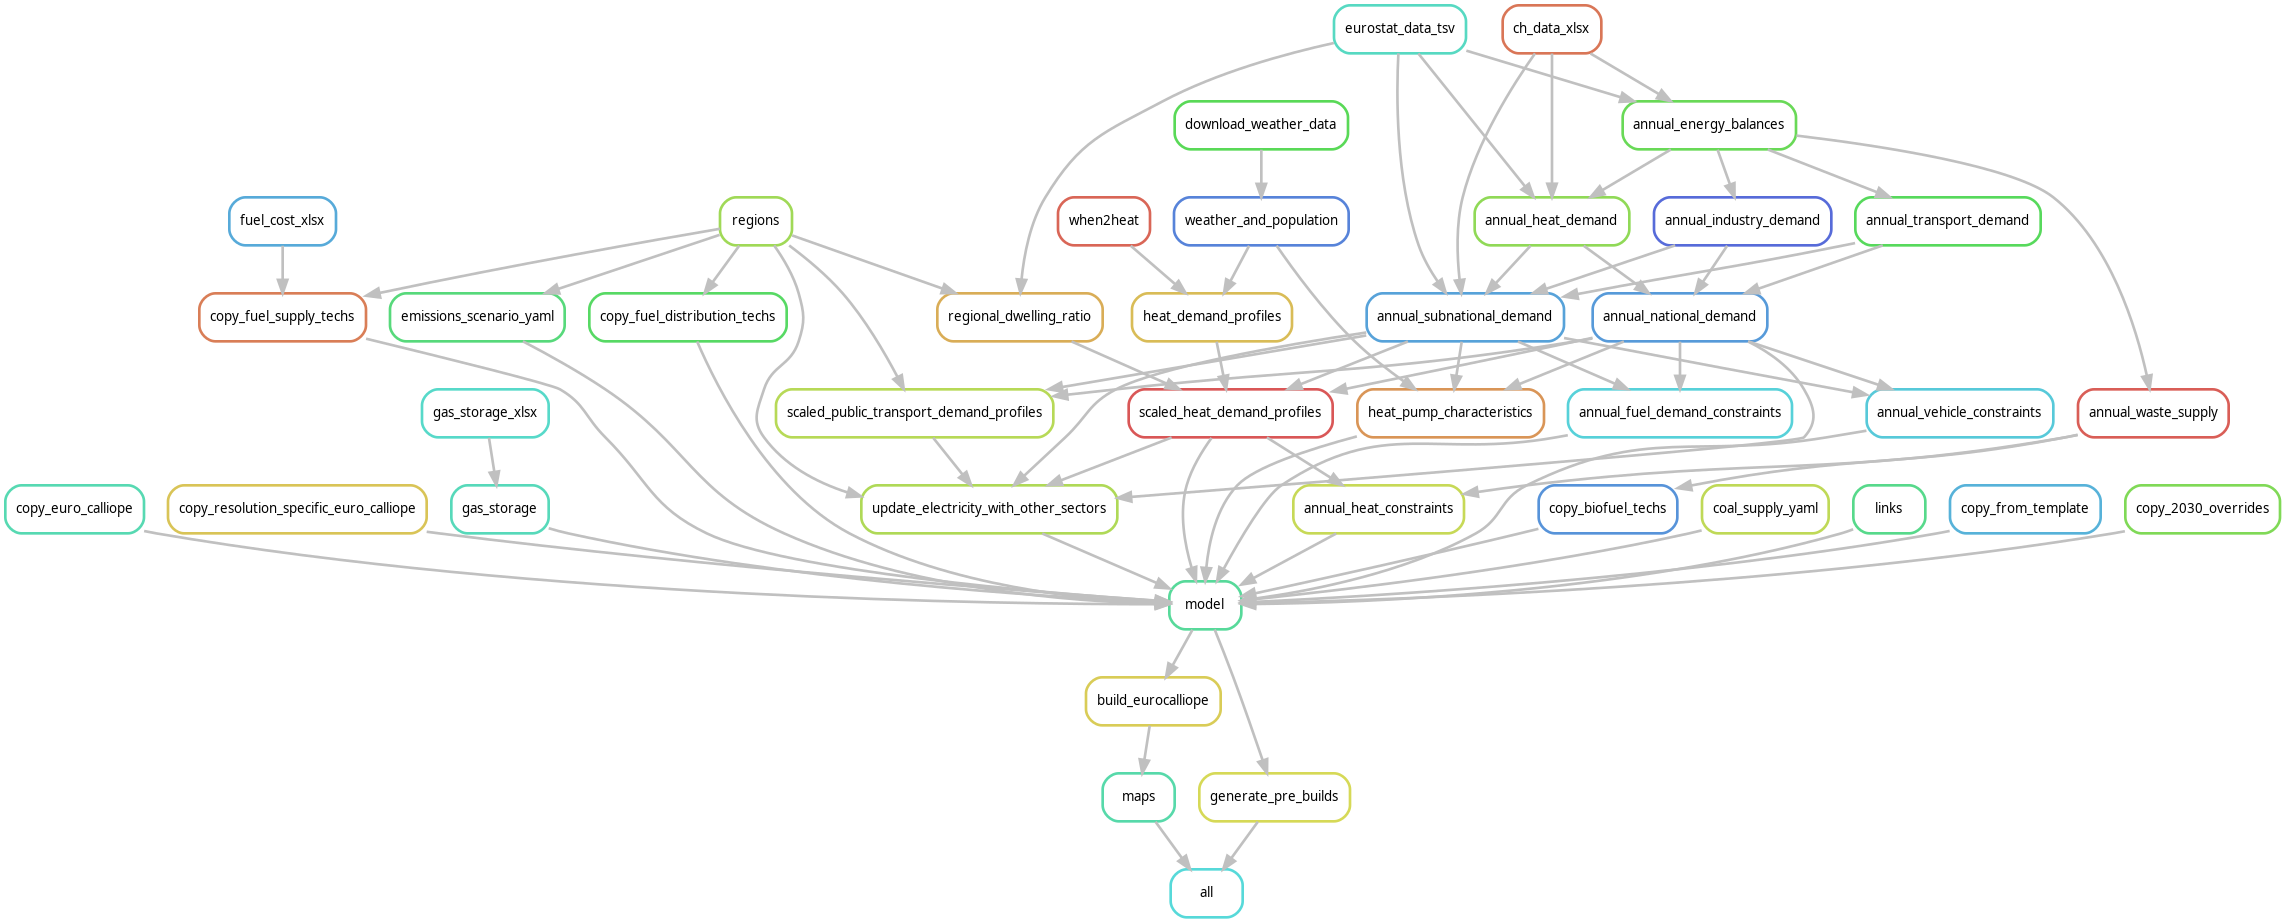 eurostat_data_tsv
ch_data_xlsx
download_weather_data
annual_energy_balances
fuel_cost_xlsx
regions
when2heat
weather_and_population
annual_heat_demand
annual_industry_demand
annual_transport_demand
copy_fuel_supply_techs
emissions_scenario_yaml
copy_fuel_distribution_techs
regional_dwelling_ratio
heat_demand_profiles
annual_subnational_demand
annual_national_demand
gas_storage_xlsx
scaled_public_transport_demand_profiles
scaled_heat_demand_profiles
heat_pump_characteristics
annual_fuel_demand_constraints
annual_vehicle_constraints
annual_waste_supply
copy_euro_calliope
copy_resolution_specific_euro_calliope
gas_storage
update_electricity_with_other_sectors
annual_heat_constraints
copy_biofuel_techs
coal_supply_yaml
links
copy_from_template
copy_2030_overrides
model
build_eurocalliope
maps
generate_pre_builds
all